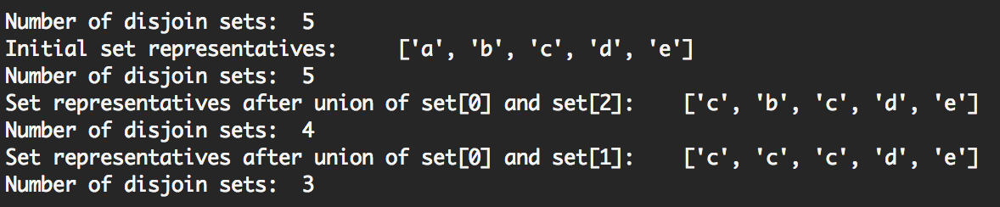 Number of disjoin sets:  5
Initial set representatives:     ['a', 'b', 'c', 'd', 'e']
Number of disjoin sets:  5
Set representatives after union of set[0] and set[2]:    ['c', 'b', 'c', 'd', 'e']
Number of disjoin sets:  4
Set representatives after union of set[0] and set[1]:    ['c', 'c', 'c', 'd', 'e']
Number of disjoin sets:  3